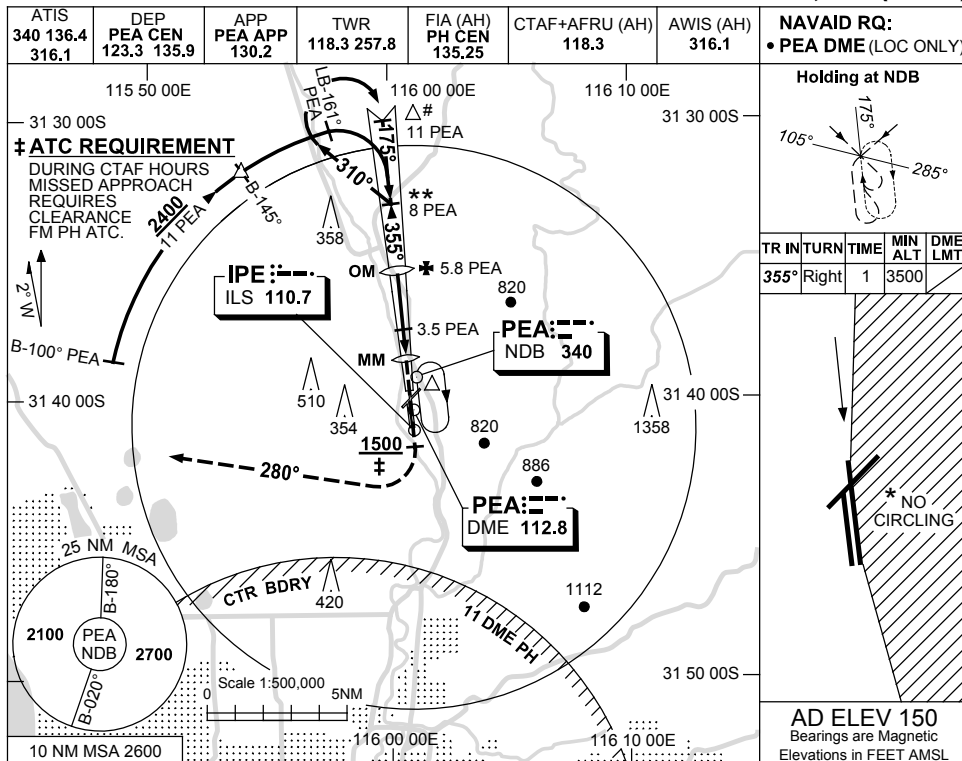 ATIS
340 136.4
316.1
DEP
PEA CEN
123.3 135.9
APP
PEA APP
130.2
TWR
118.3 257.8
FIA (AH)
PH CEN
135.25
CTAF+AFRU (AH)
118.3
AWIS (AH)
316.1
NAVAID RQ:
• PEA DME (LOC ONLY)
115 50 00E
116 00 00E
116 10 00E
31 30 00S
31 30 00S
‡ ATC REQUIREMENT
DURING CTAF HOURS
MISSED APPROACH
REQUIRES
CLEARANCE
FM PH ATC.
LB-161°
PEA
#
11 PEA
175°
310°
**
8 PEA
355°
B-145°
2400
11 PEA
358
2° W
B-100° PEA
OM
5.8 PEA
IPE
ILS 110.7
820
3.5 PEA
PEA
NDB 340
MM
31 40 00S
31 40 00S
510
354
820
1358
1500
‡
280°
886
PEA
DME 112.8
1112
25 NM MSA
B-180°
2100
PEA
NDB
2700
B-020°
CTR BDRY
420
11 DME PH
31 50 00S
Scale 1:500,000
0
5NM
10 NM MSA 2600
116 00 00E
116 10 00E
Holding at NDB
175°
105°
285°
TR IN
TURN
TIME
MIN
ALT
DME
LMT
355°
Right
1
3500
* NO
CIRCLING
AD ELEV 150
Bearings are Magnetic
Elevations in FEET AMSL